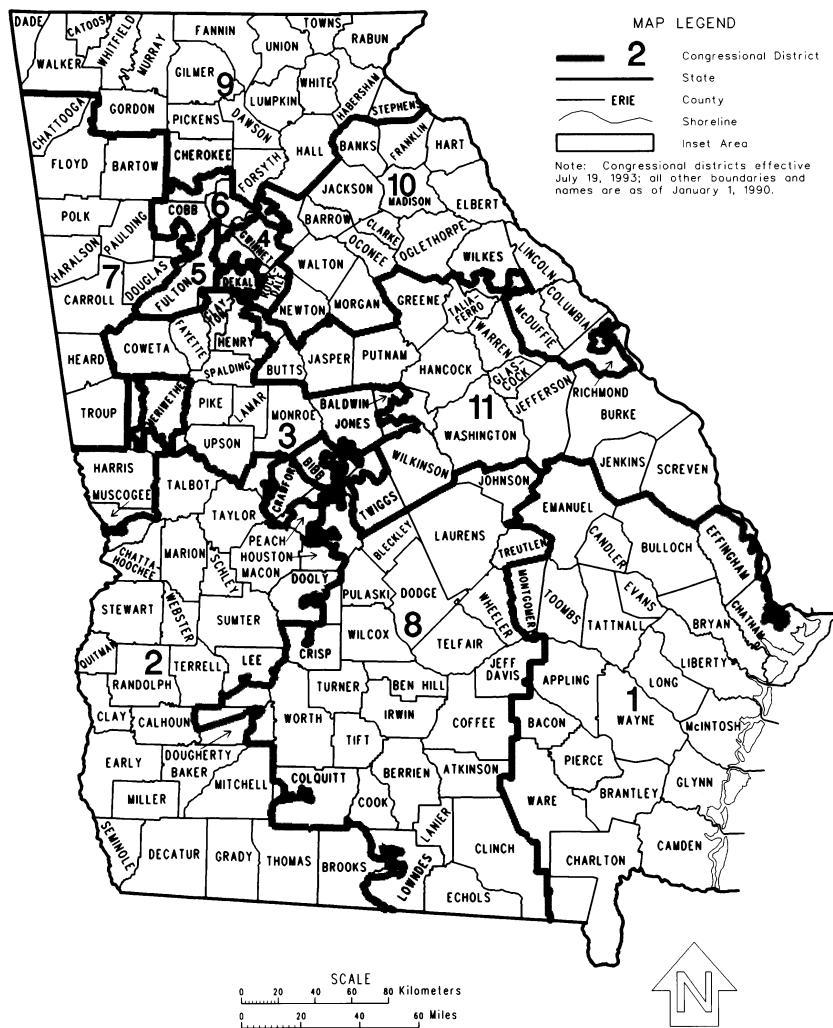 MAP LEGEND
2 Congressional District
State
ERIE County
Shoreline
Inset Area
Note: Congressional districts effective
July 19, 1993; all other boundaries and
names are as of January 1, 1990.
DADE
CATOOSA
WHITFIELD
MURRAY
FANNIN
TOWNS
UNION
RABUN
WALKER
GILMER
9
WHITE
LUMPKIN
HABERSHAM
STEPHENS
CHATTOOGA
GORDON
PICKENS
DAWSON
HALL
BANKS
FRANKLIN
HART
FLOYD
BARTOW
CHEROKEE
FORSYTH
JACKSON
10
MADISON
ELBERT
POLK
PAULDING
COBB
6
4
GWINNETT
BARROW
CLARKE
OCONEE
OGLETHORPE
WILKES
LINCOLN
HARALSON
7
DOUGLAS
5
FULTON
DEKALB
WALTON
CARROLL
NEWTON
MORGAN
GREENE
TALIA-
FERRO
McDUFFIE
COLUMBIA
COWETA
FAYETTE
CLAY-
TON
HENRY
WARREN
HEARD
SPALDING
BUTTS
JASPER
PUTNAM
HANCOCK
GLAS-
COCK
JEFFERSON
RICHMOND
BURKE
TROUP
MERIWETHER
PIKE
LAMAR
MONROE
BALDWIN
JONES
11
WASHINGTON
UPSON
3
JENKINS
SCREVEN
HARRIS
TALBOT
CRAWFORD
BIBB
WILKINSON
MUSCOGEE
TAYLOR
TWIGGS
JOHNSON
EMANUEL
CHATTA-
HOOCHEE
MARION
SCHLEY
PEACH
HOUSTON
MACON
BLECKLEY
LAURENS
TREUTLEN
CANDLER
BULLOCH
EFFINGHAM
DOOLY
STEWART
WEBSTER
SUMTER
PULASKI
DODGE
WHEELER
MONTGOMERY
TOOMBS
EVANS
TATTNALL
BRYAN
CHATHAM
QUITMAN
2
WILCOX
8
TELFAIR
RANDOLPH
TERRELL
LEE
CRISP
JEFF
DAVIS
APPLING
LIBERTY
LONG
TURNER
BEN HILL
CLAY
CALHOUN
WORTH
IRWIN
COFFEE
BACON
1
WAYNE
McINTOSH
EARLY
DOUGHERTY
BAKER
TIFT
PIERCE
MITCHELL
COLQUITT
BERRIEN
ATKINSON
MILLER
COOK
WARE
BRANTLEY
GLYNN
SEMINOLE
DECATUR
GRADY
THOMAS
BROOKS
LANIER
LOWNDES
CLINCH
CHARLTON
CAMDEN
ECHOLS
SCALE
0 20 40 60 80 Kilometers
0 20 40 60 Miles
N